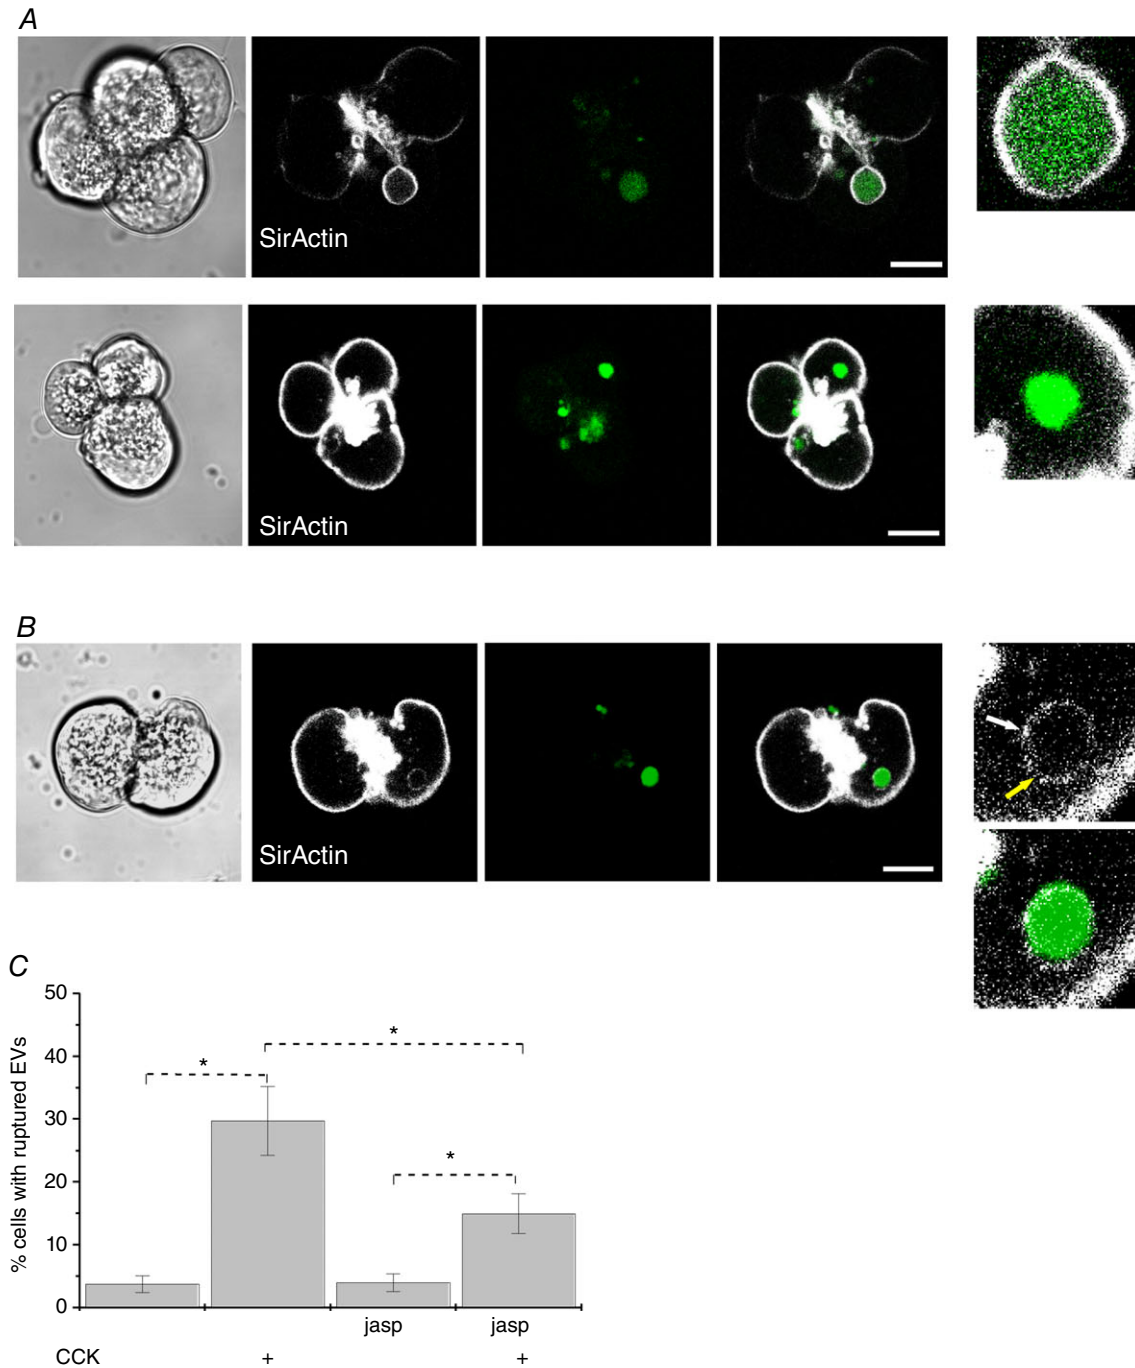 A
SirActin
SirActin
B
SirActin
C
% cells with ruptured EVs
50
40
30
20
10
0
*
*
*
jasp jasp
CCK + +